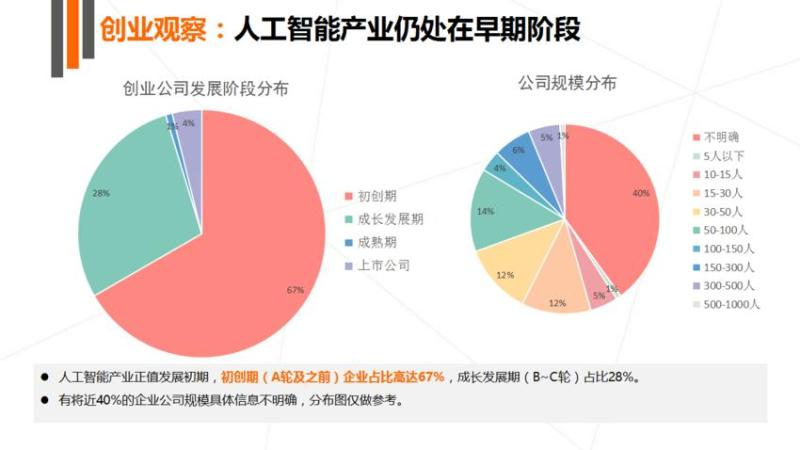 创业观察：人工智能产业仍处在早期阶段
创业公司发展阶段分布
2%
4%
28%
67%
初创期
成长发展期
成熟期
上市公司
公司规模分布
1%
5%
6%
4%
14%
12%
12%
5%
1%
40%
不明确
5人以下
10-15人
15-30人
30-50人
50-100人
100-150人
150-300人
300-500人
500-1000人
● 人工智能产业正值发展初期，初创期（A轮及之前）企业占比高达67%，成长发展期（B~C轮）占比28%。
● 有将近40%的企业公司规模具体信息不明确，分布图仅做参考。